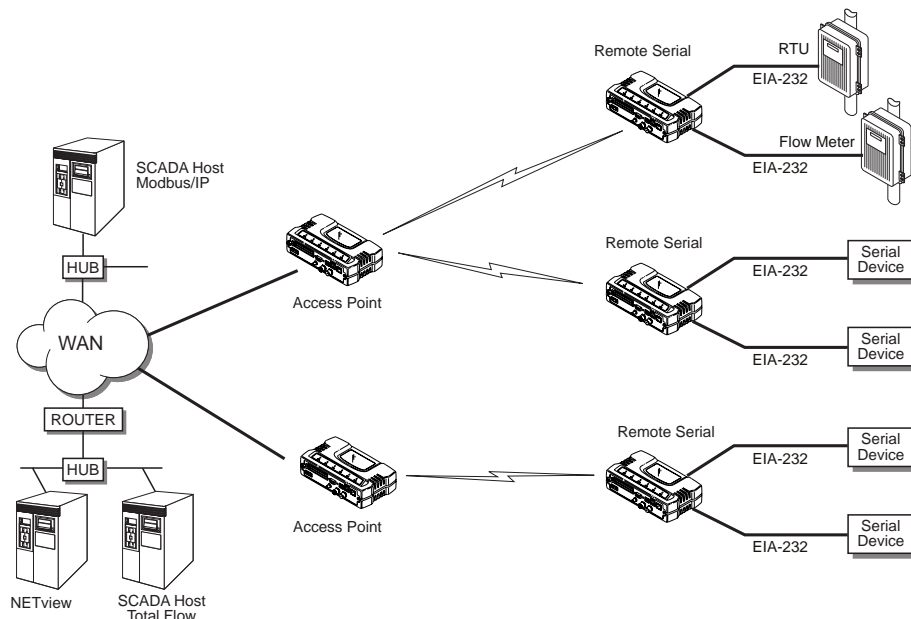 Remote Serial
RTU
EIA-232
Flow Meter
EIA-232
SCADA Host
Modbus/IP
HUB
Access Point
WAN
Remote Serial
EIA-232
Serial
Device
EIA-232
Serial
Device
ROUTER
HUB
NETview
SCADA Host
Total Flow
Access Point
Remote Serial
EIA-232
Serial
Device
EIA-232
Serial
Device